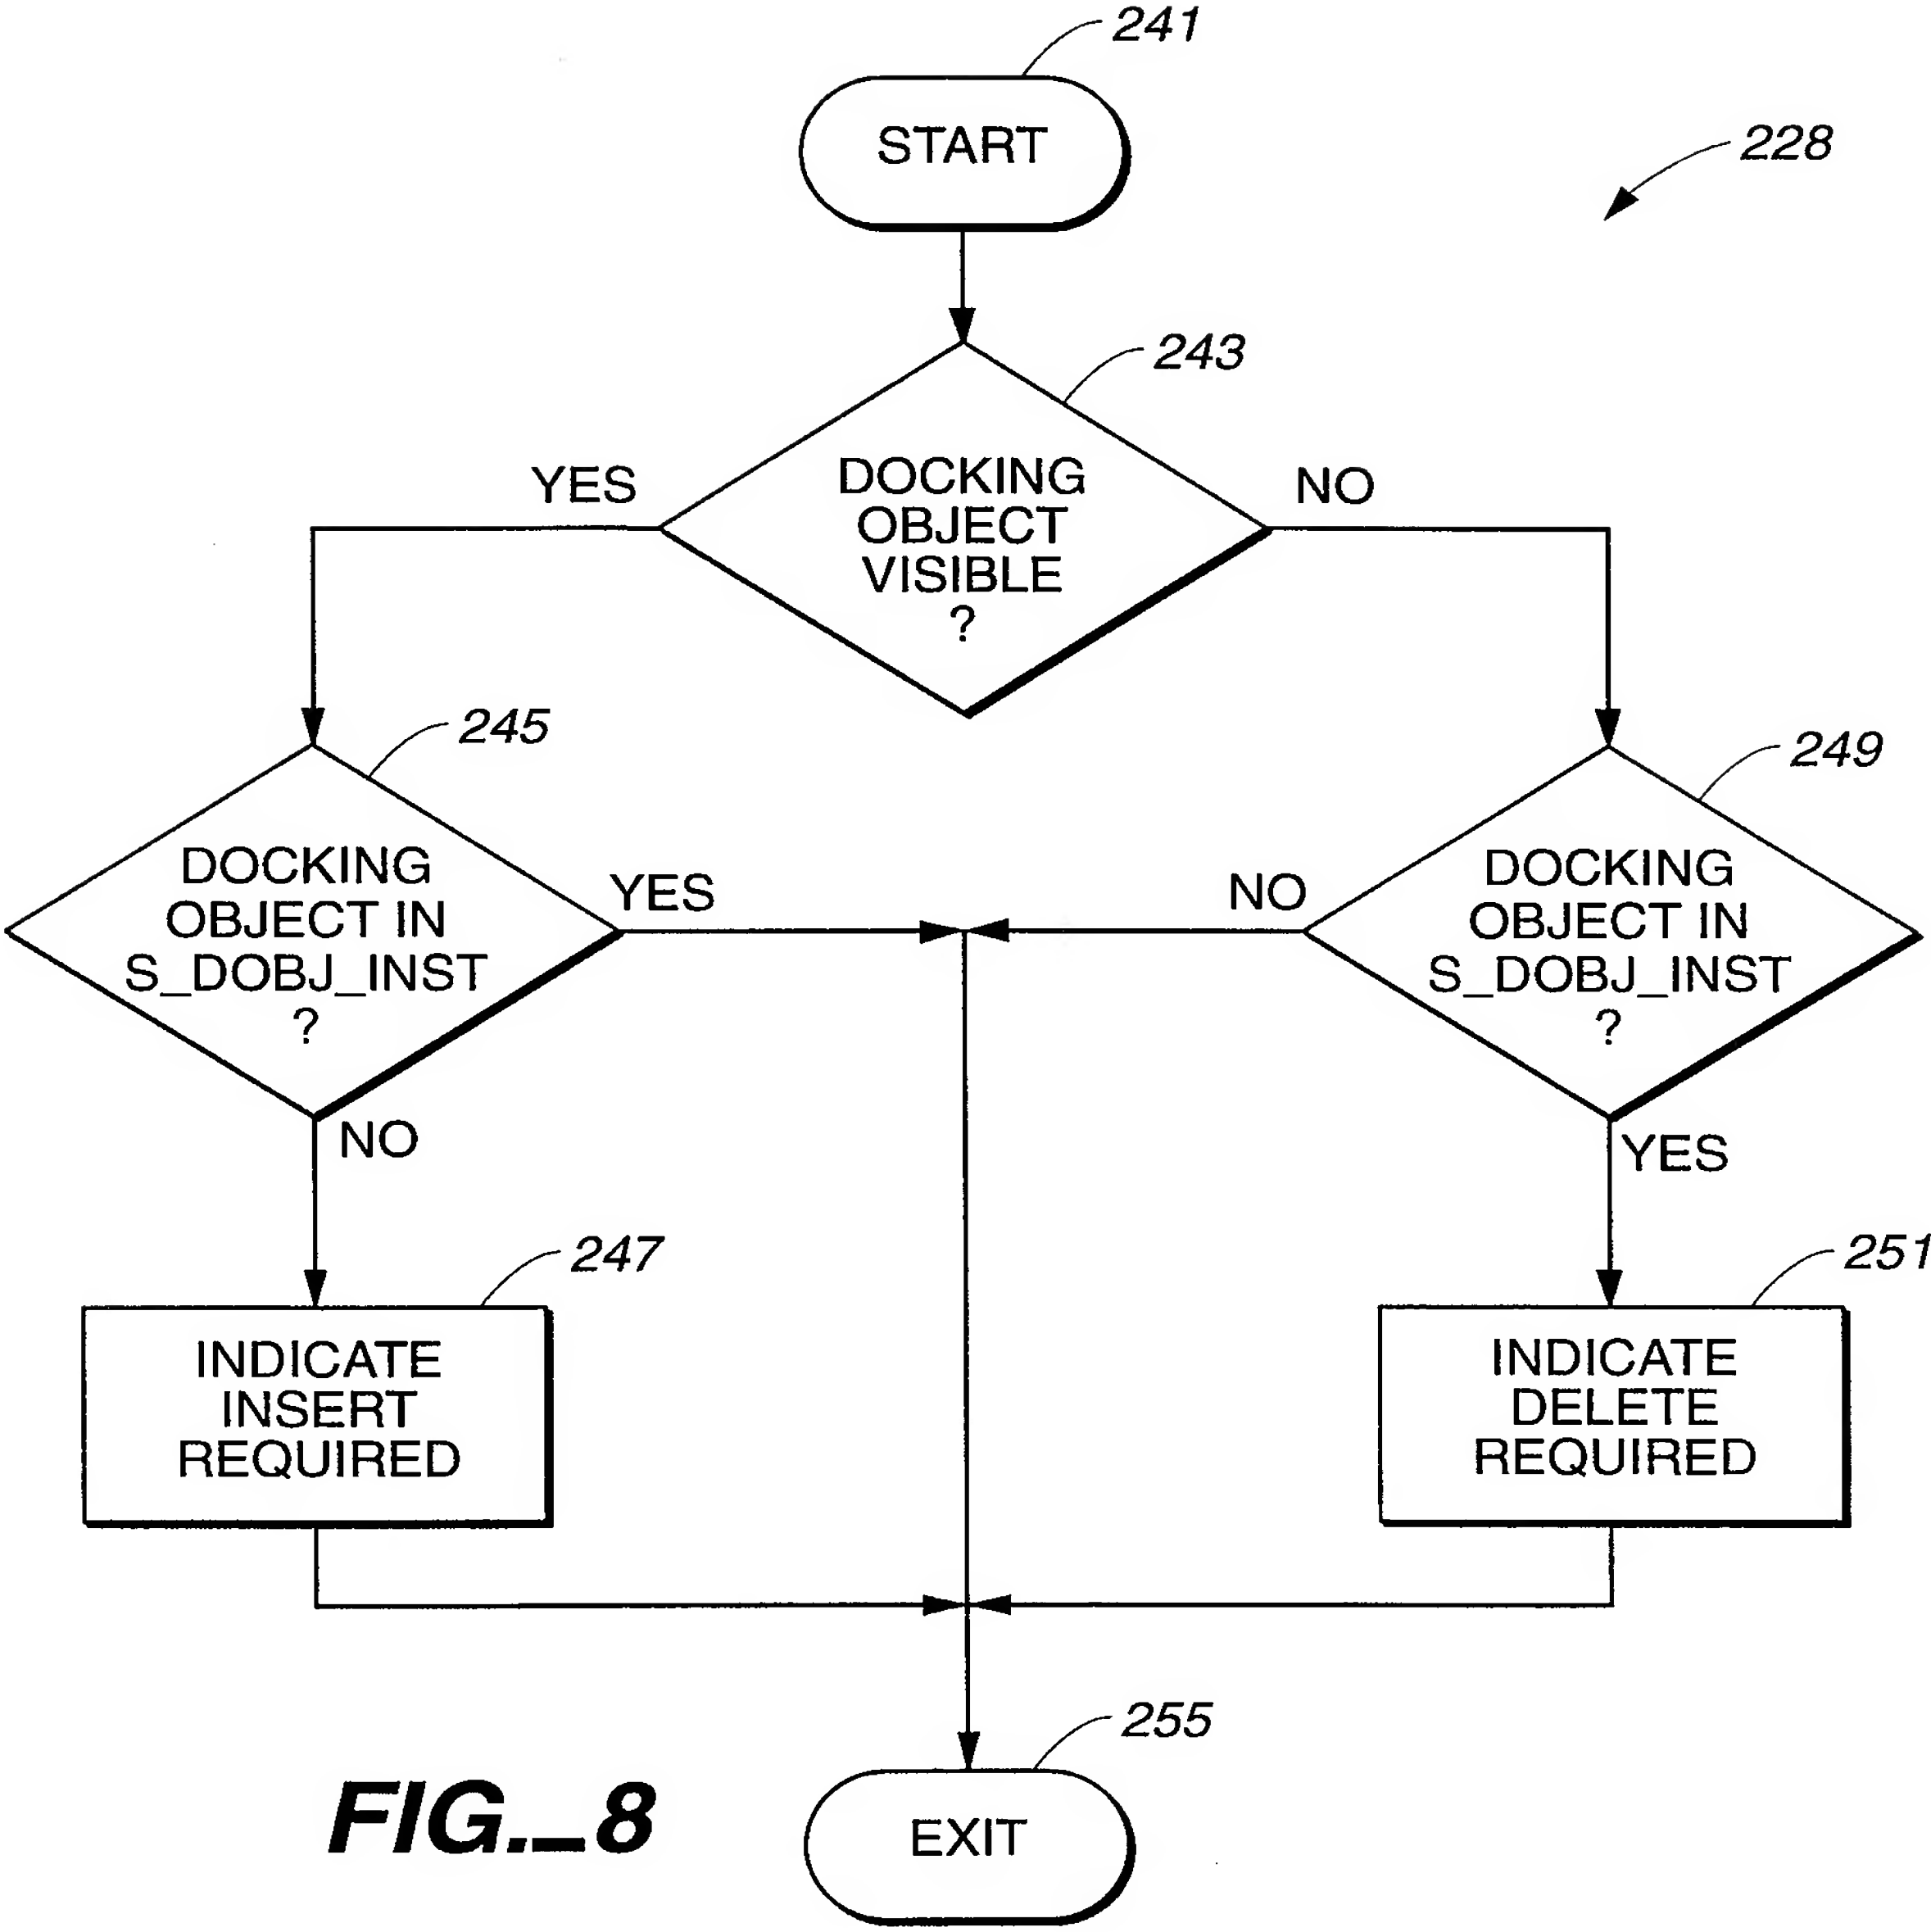 241
START
228
243
YES
DOCKING
OBJECT
VISIBLE
?
NO
245
249
DOCKING
OBJECT IN
S_DOBJ_INST
?
YES
NO
DOCKING
OBJECT IN
S_DOBJ_INST
?
NO
YES
247
251
INDICATE
INSERT
REQUIRED
INDICATE
DELETE
REQUIRED
255
EXIT
FIG._8